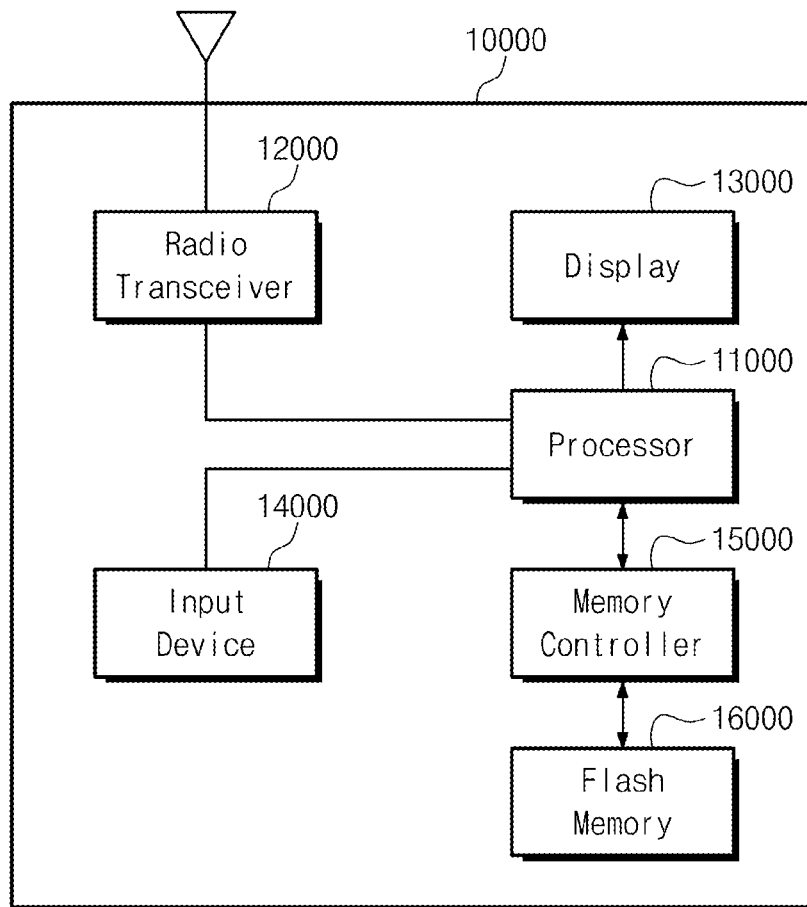 10000
12000
13000
Radio
Transceiver
Display
11000
Processor
14000
15000
Input
Device
Memory
Controller
16000
Flash
Memory